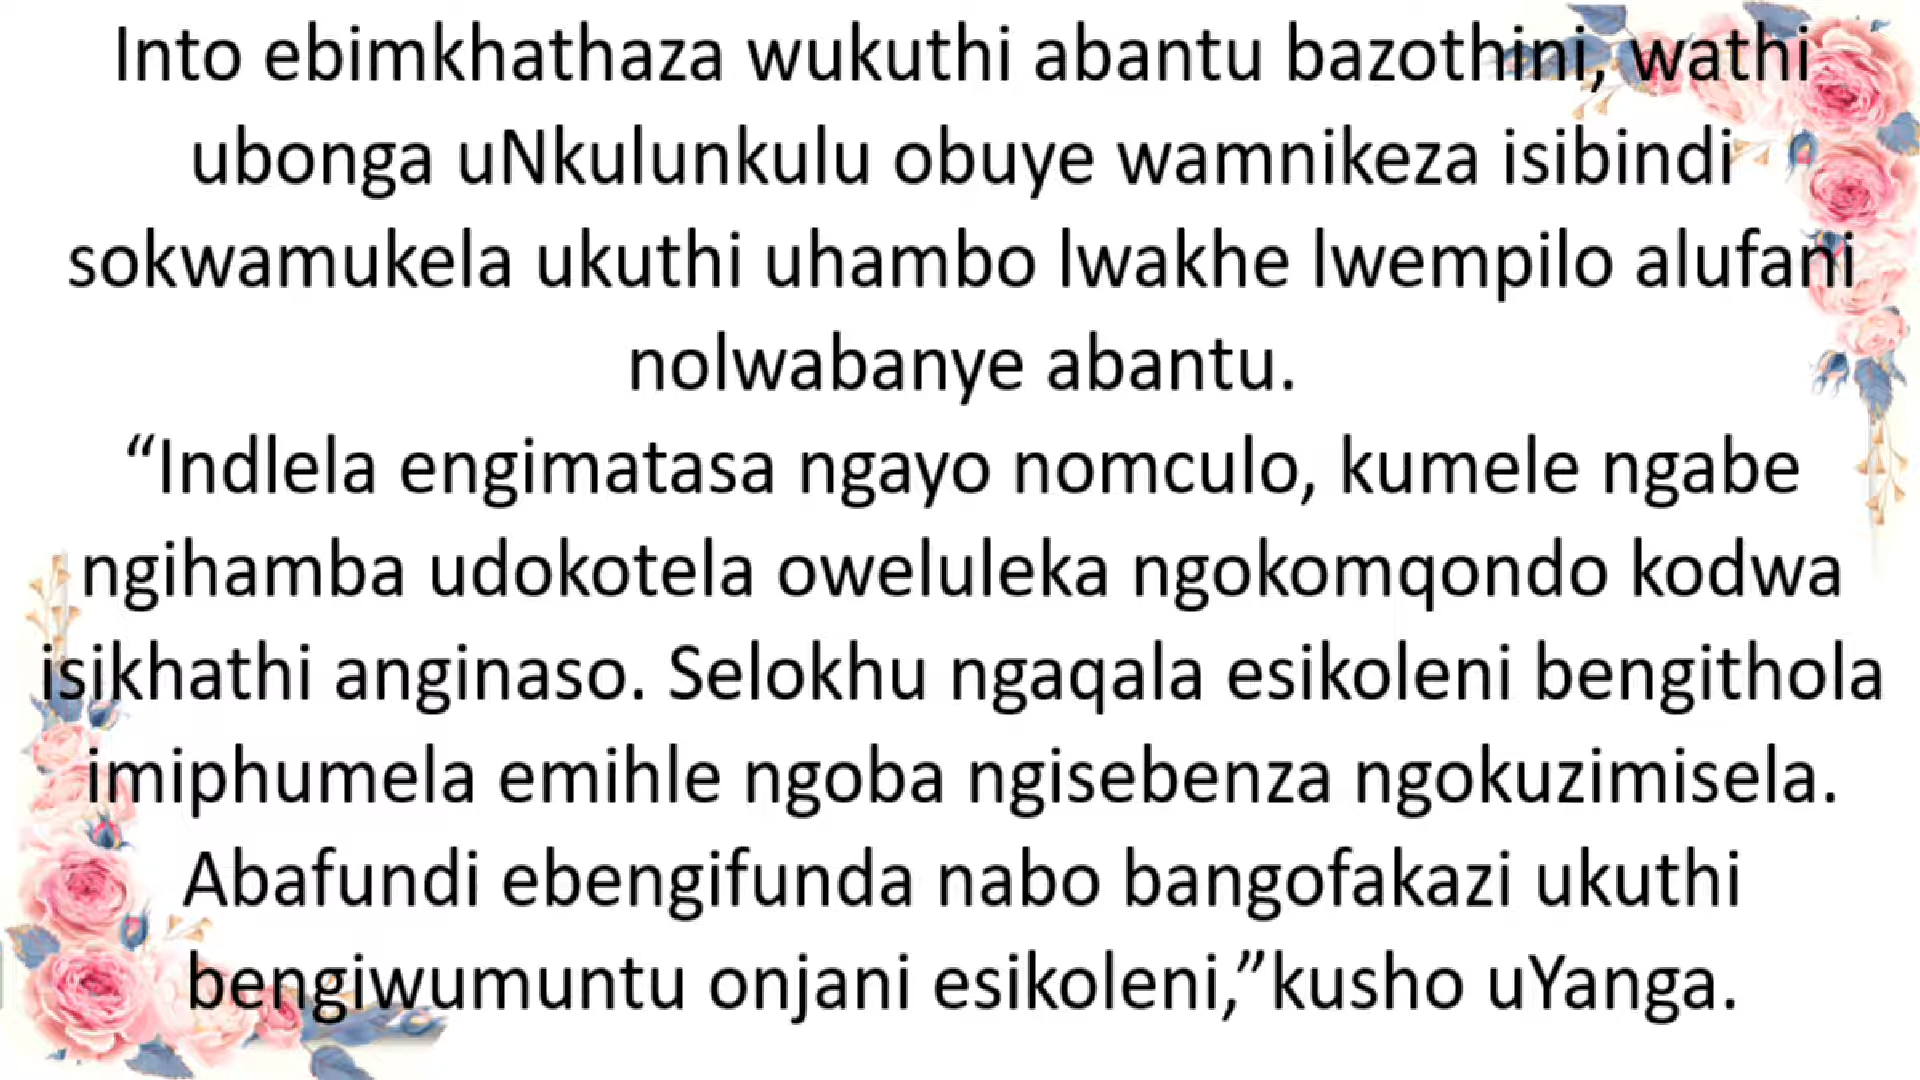 Into ebimkhathaza wukuthi abantu bazothini, wathi
ubonga uNkulunkulu obuye wamnikeza isibindi
sokwamukela ukuthi uhambo lwakhe lwempilo alufani
nolwabanye abantu.
“Indlela engimatasa ngayo nomculo, kumele ngabe
ngihamba udokotela oweluleka ngokomqondo kodwa
isikhathi anginaso. Selokhu ngaqala esikoleni bengithola
imiphumela emihle ngoba ngisebenza ngokuzimisela.
Abafundi ebengifunda nabo bangofakazi ukuthi
bengiwumuntu onjani esikoleni,”kusho uYanga.